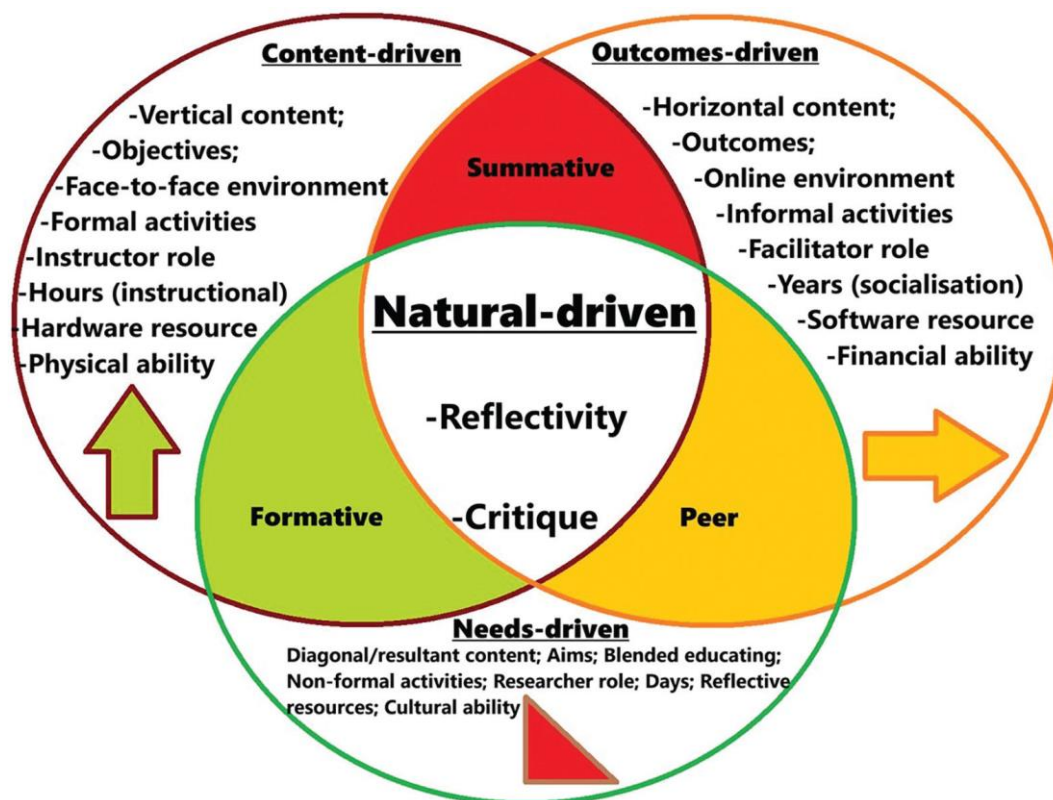 Content-driven
-Vertical content;
-Objectives;
-Face-to-face environment
-Formal activities
-Instructor role
-Hours (instructional)
-Hardware resource
-Physical ability
Outcomes-driven
-Horizontal content;
-Outcomes;
-Online environment
-Informal activities
-Facilitator role
-Years (socialisation)
-Software resource
-Financial ability
Summative
Natural-driven
-Reflectivity
-Critique
Formative
Peer
Needs-driven
Diagonal/resultant content; Aims; Blended educating;
Non-formal activities; Researcher role; Days; Reflective
resources; Cultural ability